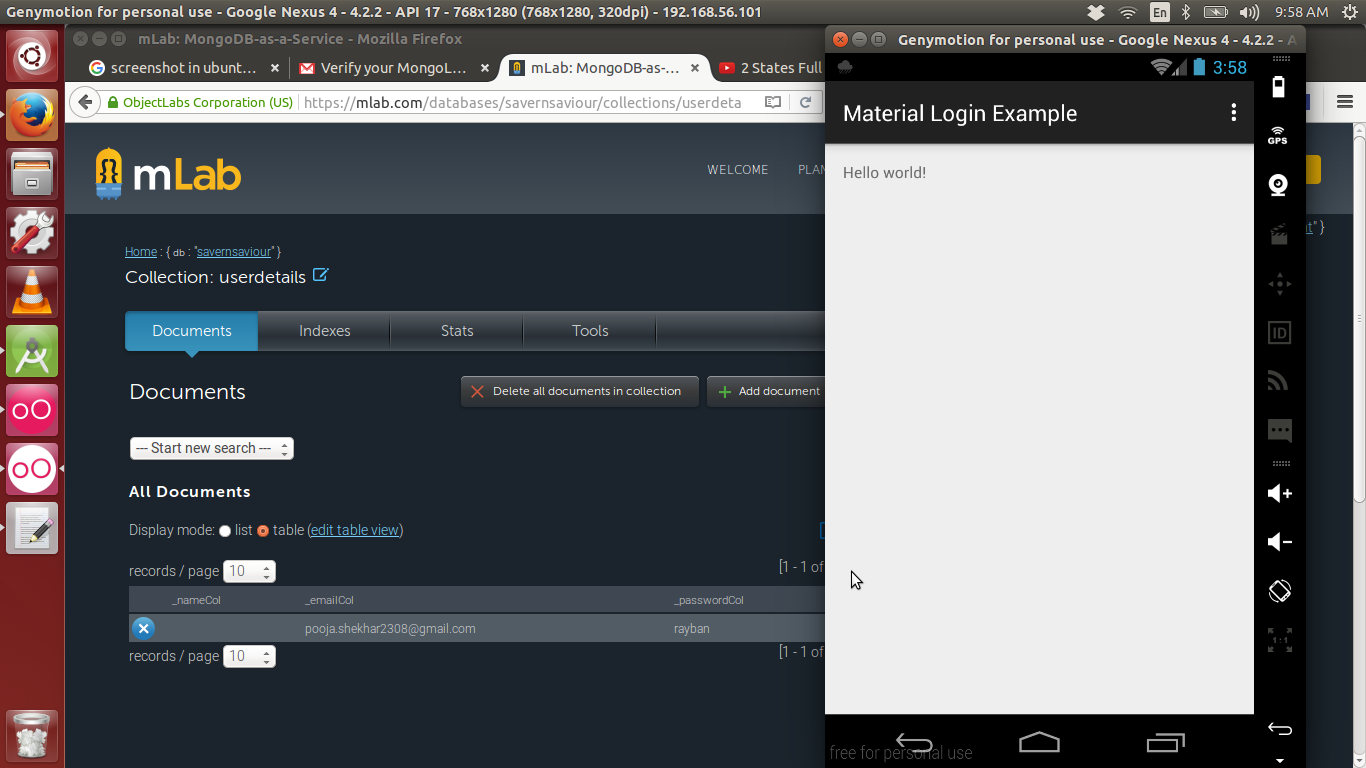 Genymotion for personal use - Google Nexus 4 - 4.2.2 - API 17 - 768x1280 (768x1280, 320dpi) - 192.168.56.101
En
9:58 AM
mLab: MongoDB-as-a-Service - Mozilla Firefox
screenshot in ubunt...
Verify your MongoL...
mLab: MongoDB-as-...
2 States Full
ObjectLabs Corporation (US)
https://mlab.com/databases/savernsaviour/collections/userdeta
mLab
WELCOME
PLAN
Home : { db : "savernsaviour" }
Collection: userdetails
Documents
Indexes
Stats
Tools
Documents
Delete all documents in collection
Add document
--- Start new search ---
All Documents
Display mode: list table (edit table view)
records / page 10
[1 - 1 of
_nameCol
_emailCol
_passwordCol
pooja.shekhar2308@gmail.com
rayban
records / page 10
[1 - 1 of
Genymotion for personal use - Google Nexus 4 - 4.2.2 - A
3:58
Material Login Example
Hello world!
free for personal use
GPS
ID
1:1
" }